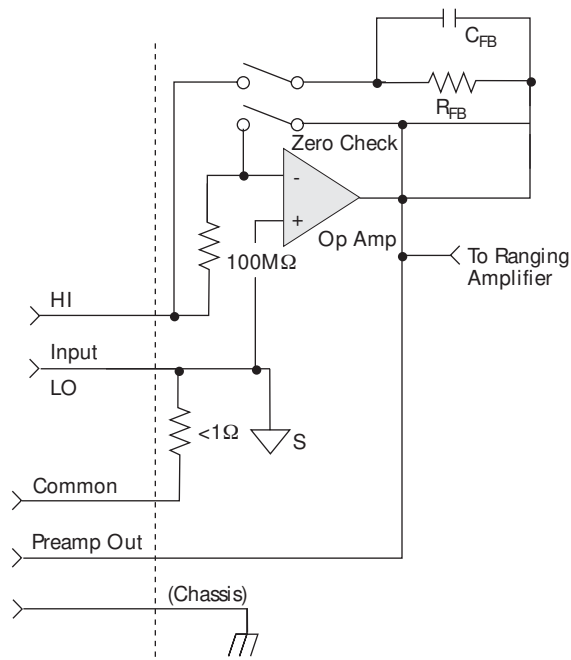 C_FB
R_FB
Zero Check
-
+
Op Amp
To Ranging
Amplifier
100MΩ
HI
Input
LO
<1Ω
S
Common
Preamp Out
(Chassis)